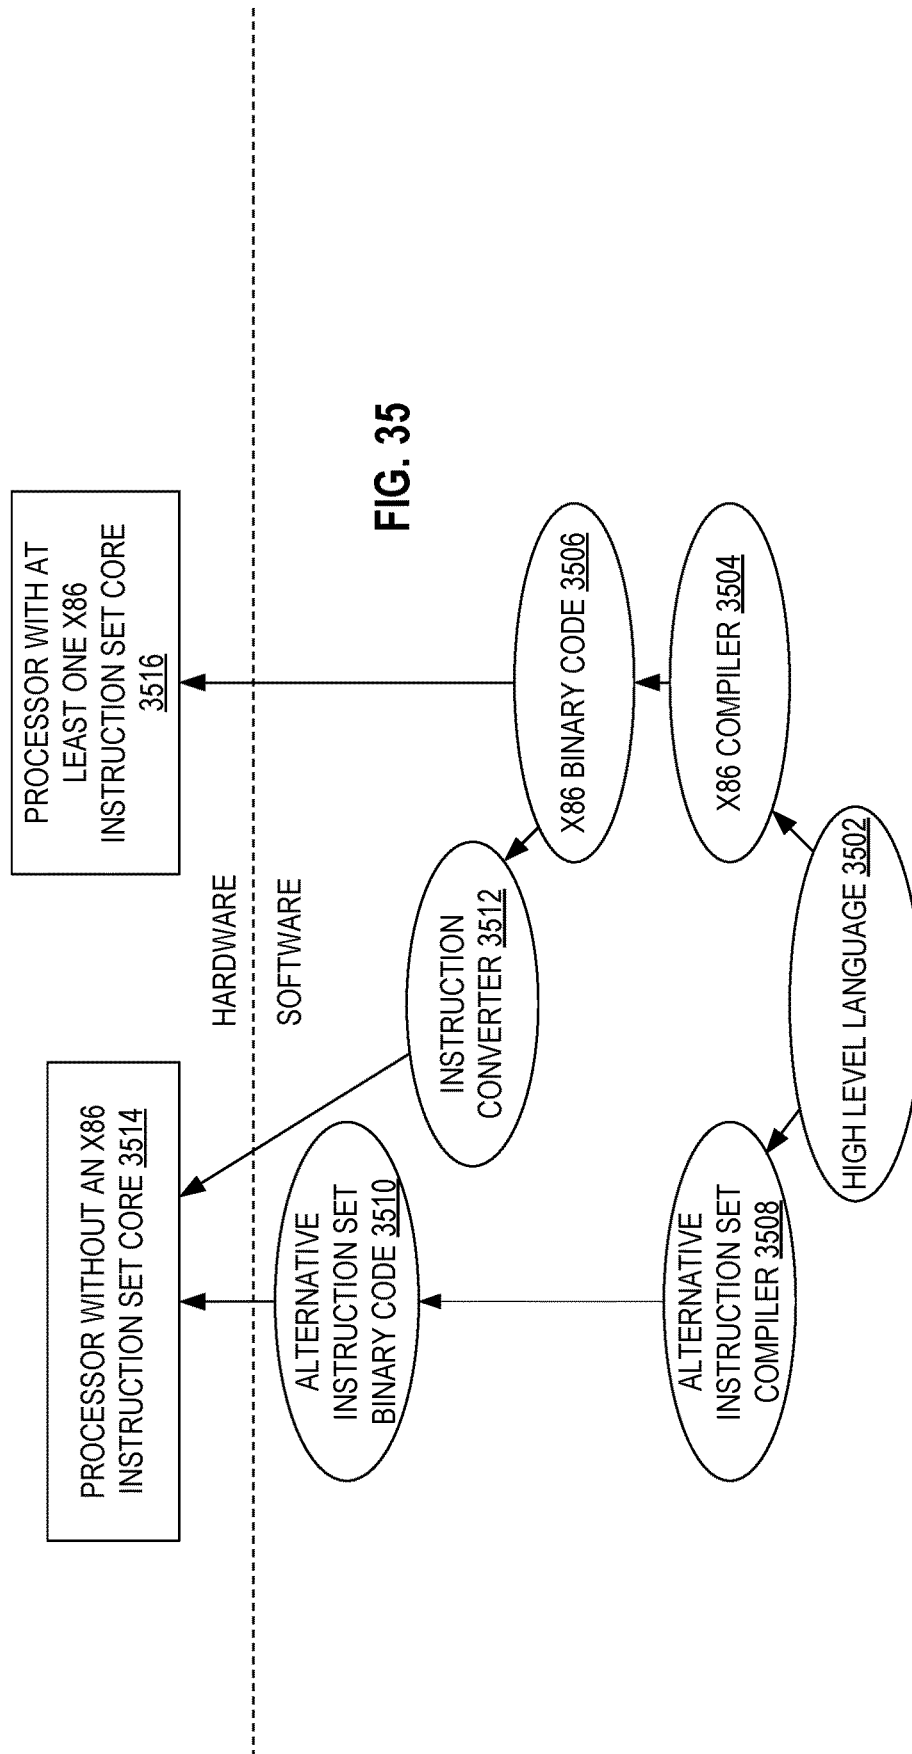 PROCESSOR WITHOUT AN X86
INSTRUCTION SET CORE 3514
PROCESSOR WITH AT
LEAST ONE X86
INSTRUCTION SET CORE
3516
HARDWARE
SOFTWARE
ALTERNATIVE
INSTRUCTION SET
BINARY CODE 3510
INSTRUCTION
CONVERTER 3512
FIG. 35
X86 BINARY CODE 3506
ALTERNATIVE
INSTRUCTION SET
COMPILER 3508
X86 COMPILER 3504
HIGH LEVEL LANGUAGE 3502